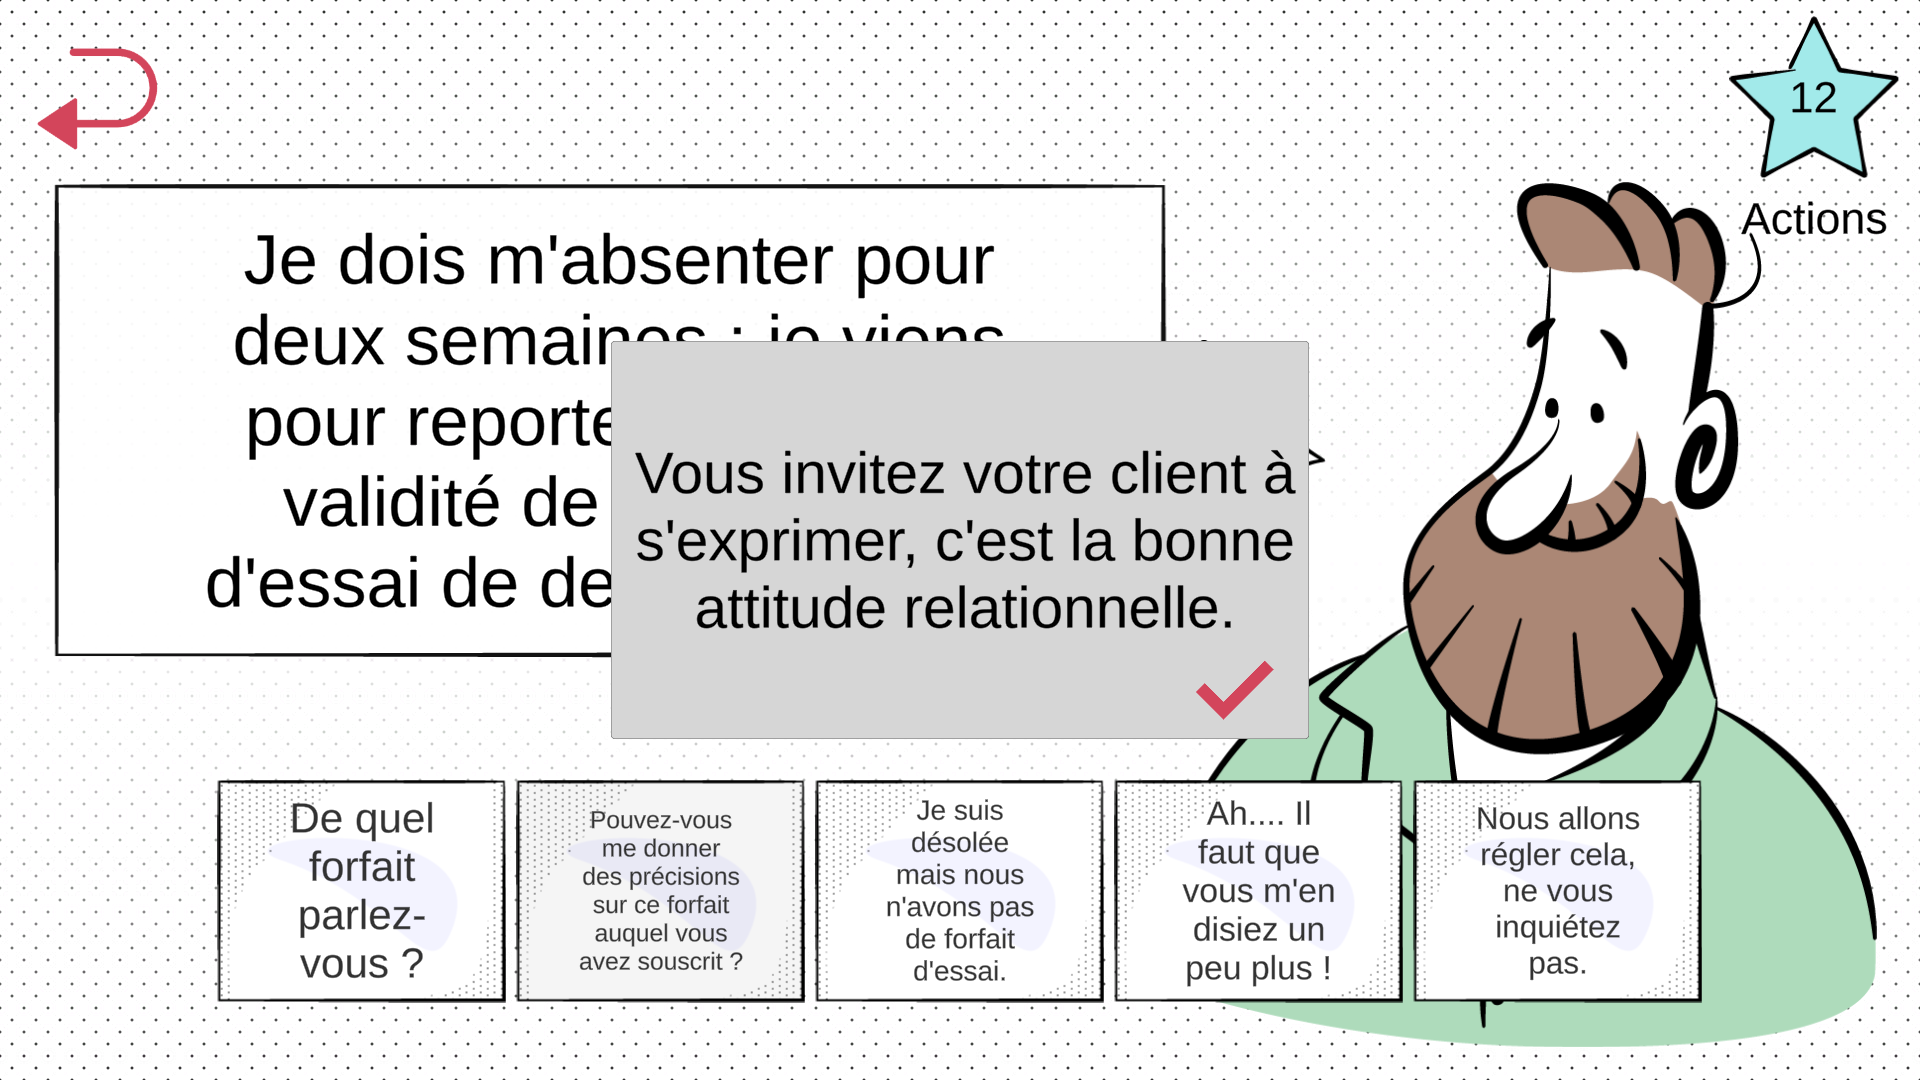 12
Actions
Je dois m'absenter pour
deux semaines : je viens
pour reporte
validité de
d'essai de de
Vous invitez votre client à
s'exprimer, c'est la bonne
attitude relationnelle.
De quel
forfait
parlez-
vous ?
Pouvez-vous
me donner
des précisions
sur ce forfait
auquel vous
avez souscrit ?
Je suis
désolée
mais nous
n'avons pas
de forfait
d'essai.
Ah.... Il
faut que
vous m'en
disiez un
peu plus !
Nous allons
régler cela,
ne vous
inquiétez
pas.